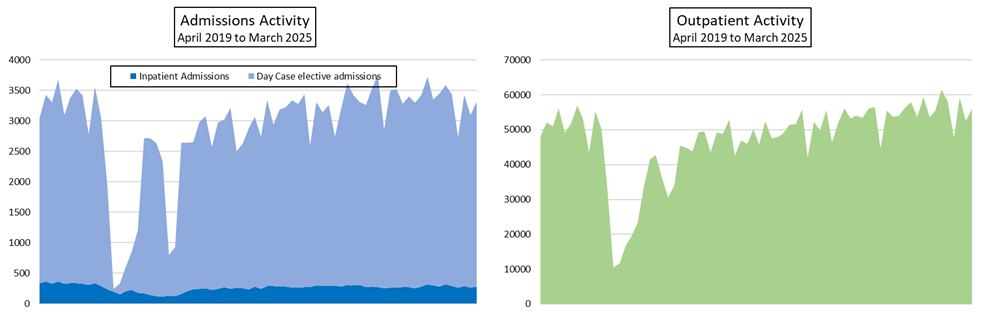 Admissions Activity
April 2019 to March 2025
Inpatient Admissions
Day Case elective admissions
4000
3500
3000
2500
2000
1500
1000
500
0
Outpatient Activity
April 2019 to March 2025
70000
60000
50000
40000
30000
20000
10000
0